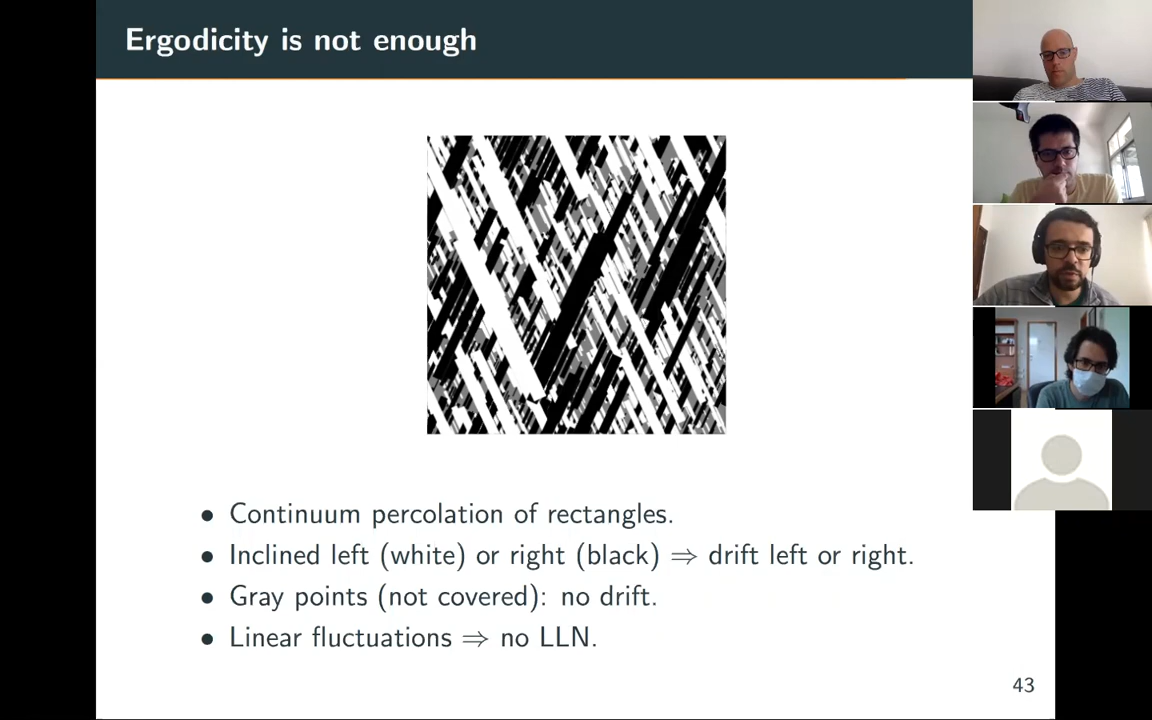 Ergodicity is not enough
• Continuum percolation of rectangles.
• Inclined left (white) or right (black) ⇒ drift left or right.
• Gray points (not covered): no drift.
• Linear fluctuations ⇒ no LLN.
43